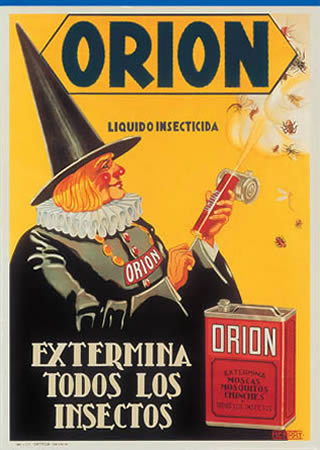 ORION
LIQUIDO INSECTICIDA
ORION
ORION
EXTERMINA
MOSCAS
MOSQUITOS
CHINCHES
EXTERMINA
TODOS LOS
INSECTOS